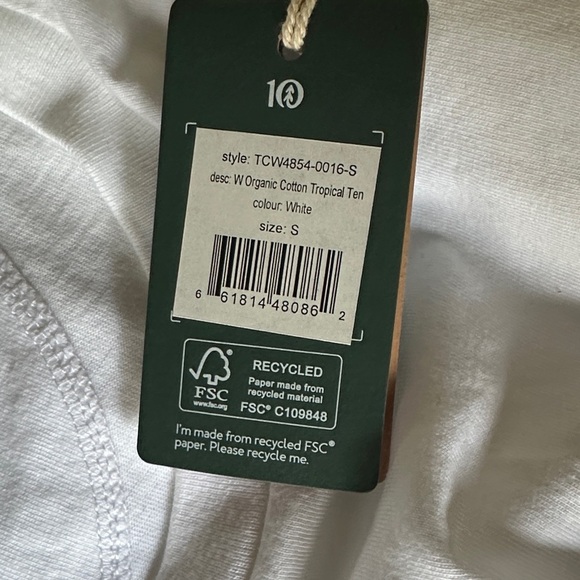 10
style: TCW4854-0016-S
desc: W Organic Cotton Tropical Ten
colour: White
size: S
6 61814 48086 2
FSC
www.fsc.org
RECYCLED
Paper made from
recycled material
FSC® C109848
I'm made from recycled FSC®
paper. Please recycle me.